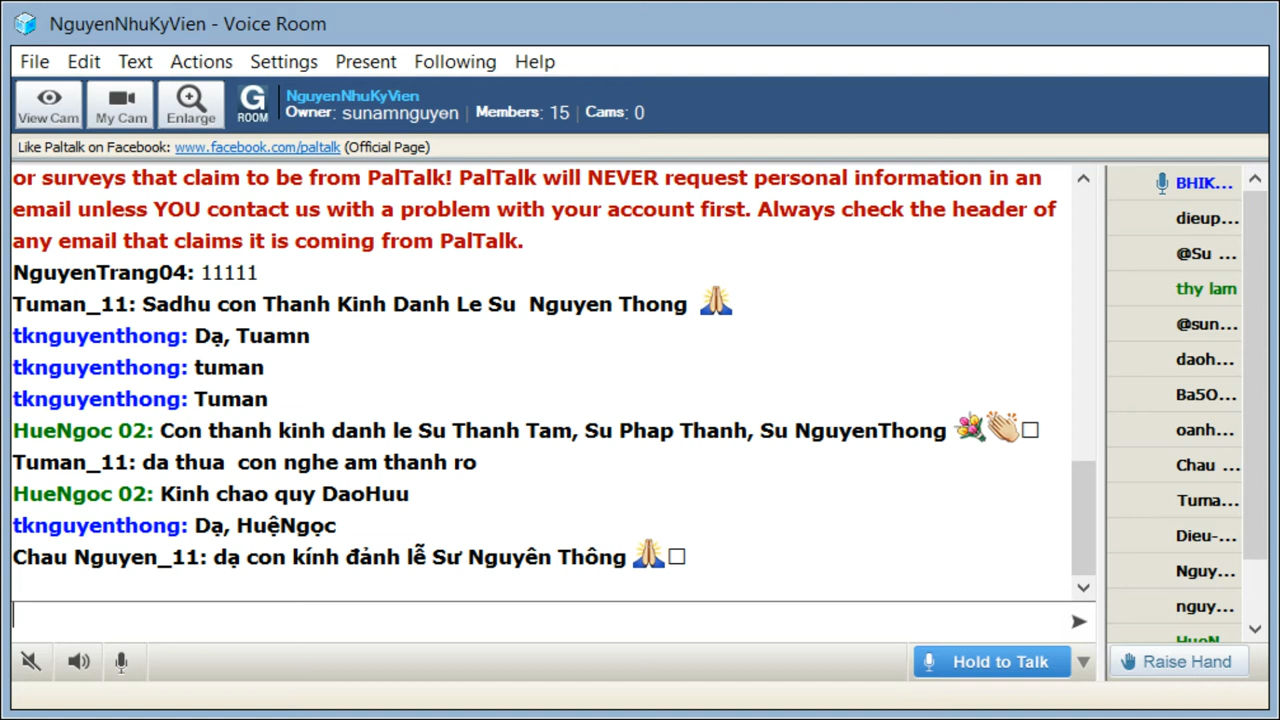 NguyenNhuKyVien - Voice Room
File Edit Text Actions Settings Present Following Help
View Cam My Cam Enlarge G ROOM NguyenNhuKyVien
Owner: sunamnguyen Members: 15 Cams: 0
Like Paltalk on Facebook: www.facebook.com/paltalk (Official Page)
or surveys that claim to be from PalTalk! PalTalk will NEVER request personal information in an
email unless YOU contact us with a problem with your account first. Always check the header of
any email that claims it is coming from PalTalk.
NguyenTrang04: 11111
Tuman_11: Sadhu con Thanh Kinh Danh Le Su Nguyen Thong
tknguyenthong: Dạ, Tuamn
tknguyenthong: tuman
tknguyenthong: Tuman
HueNgoc 02: Con thanh kinh danh le Su Thanh Tam, Su Phap Thanh, Su NguyenThong
Tuman_11: da thua con nghe am thanh ro
HueNgoc 02: Kinh chao quy DaoHuu
tknguyenthong: Dạ, HuệNgọc
Chau Nguyen_11: dạ con kính đảnh lễ Sư Nguyên Thông
BHIK...
dieup...
@Su ...
thy lam
@sun...
daoh...
Ba5O...
oanh...
Chau ...
Tuma...
Dieu-...
Nguy...
nguy...
HueN...
Hold to Talk
Raise Hand